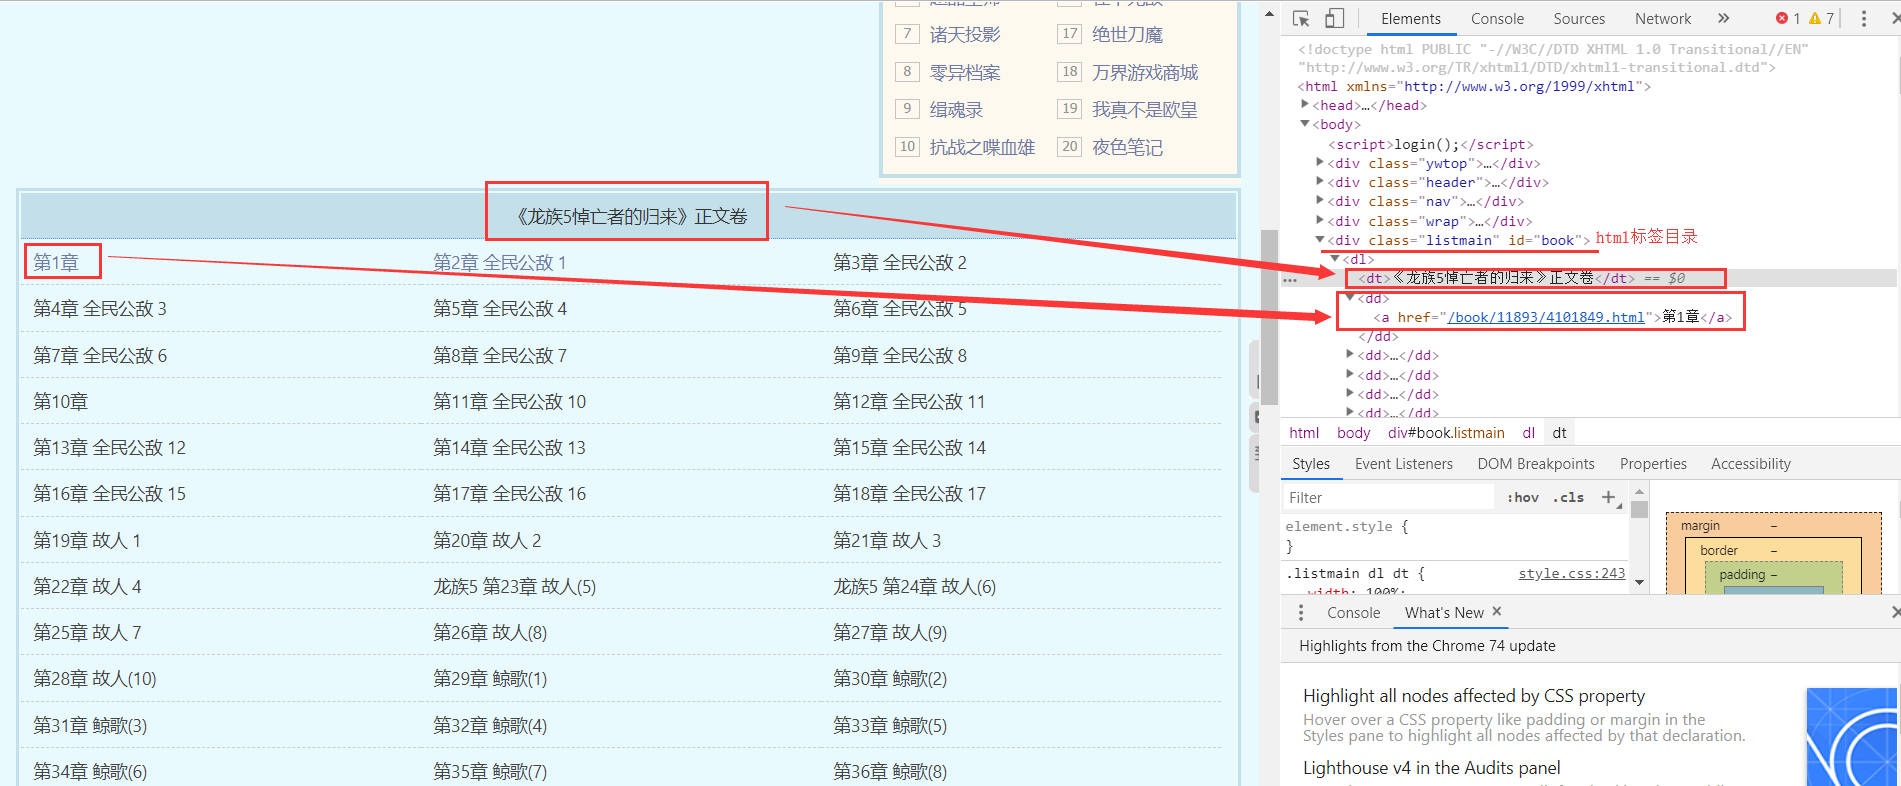 7 诸天投影 17 绝世刀魔
8 零异档案 18 万界游戏商城
9 缉魂录 19 我真不是欧皇
10 抗战之喋血雄 20 夜色笔记
《龙族5悼亡者的归来》正文卷
第1章 第2章 全民公敌 1 第3章 全民公敌 2
第4章 全民公敌 3 第5章 全民公敌 4 第6章 全民公敌 5
第7章 全民公敌 6 第8章 全民公敌 7 第9章 全民公敌 8
第10章 第11章 全民公敌 10 第12章 全民公敌 11
第13章 全民公敌 12 第14章 全民公敌 13 第15章 全民公敌 14
第16章 全民公敌 15 第17章 全民公敌 16 第18章 全民公敌 17
第19章 故人 1 第20章 故人 2 第21章 故人 3
第22章 故人 4 龙族5 第23章 故人(5) 龙族5 第24章 故人(6)
第25章 故人 7 第26章 故人(8) 第27章 故人(9)
第28章 故人(10) 第29章 鲸歌(1) 第30章 鲸歌(2)
第31章 鲸歌(3) 第32章 鲸歌(4) 第33章 鲸歌(5)
第34章 鲸歌(6) 第35章 鲸歌(7) 第36章 鲸歌(8)
Elements Console Sources Network » 1 7
<!doctype html PUBLIC "-//W3C//DTD XHTML 1.0 Transitional//EN"
"http://www.w3.org/TR/xhtml1/DTD/xhtml1-transitional.dtd">
<html xmlns="http://www.w3.org/1999/xhtml">
<head>…</head>
<body>
<script>login();</script>
<div class="ywtop">…</div>
<div class="header">…</div>
<div class="nav">…</div>
<div class="wrap">…</div>
<div class="listmain" id="book"> html标签目录
<dl>
<dt>《龙族5悼亡者的归来》正文卷</dt> == $0
<dd>
<a href="/book/11893/4101849.html">第1章</a>
</dd>
<dd>…</dd>
<dd>…</dd>
<dd>…</dd>
<dd>…</dd>
html body div#book.listmain dl dt
Styles Event Listeners DOM Breakpoints Properties Accessibility
Filter :hov .cls +
element.style {
}
.listmain dl dt { style.css:243
width: 100%;
margin –
border –
padding –
Console What's New ×
Highlights from the Chrome 74 update
Highlight all nodes affected by CSS property
Hover over a CSS property like padding or margin in the
Styles pane to highlight all nodes affected by that declaration.
Lighthouse v4 in the Audits panel